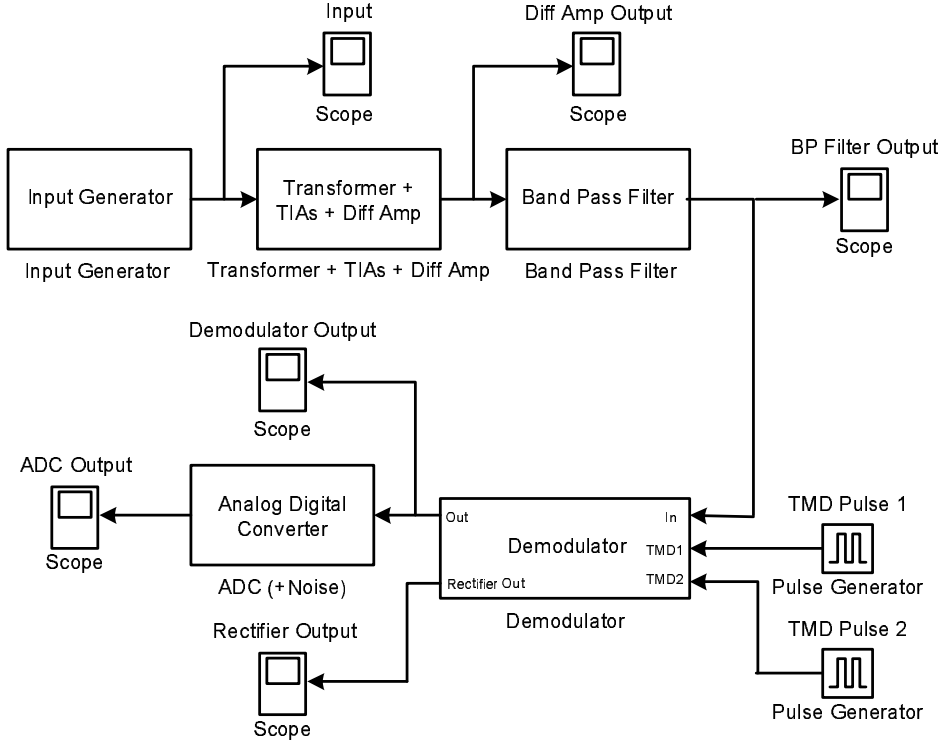 Input
Scope
Diff Amp Output
Scope
BP Filter Output
Scope
Input Generator
Input Generator
Transformer +
TIAs + Diff Amp
Transformer + TIAs + Diff Amp
Band Pass Filter
Band Pass Filter
Demodulator Output
Scope
ADC Output
Scope
Analog Digital
Converter
ADC (+Noise)
Out
In
Demodulator
TMD1
TMD2
Rectifier Out
Demodulator
TMD Pulse 1
Pulse Generator
TMD Pulse 2
Pulse Generator
Rectifier Output
Scope